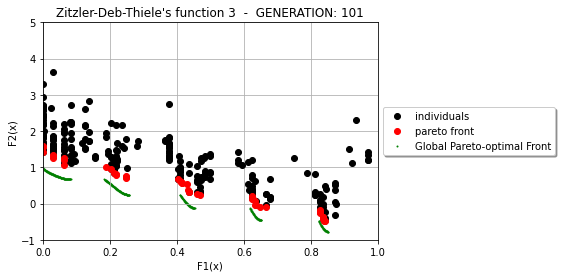 Zitzler-Deb-Thiele's function 3 - GENERATION: 101
5
4
3
2
1
0
−1
F2(x)
0.0 0.2 0.4 0.6 0.8 1.0
F1(x)
individuals
pareto front
Global Pareto-optimal Front